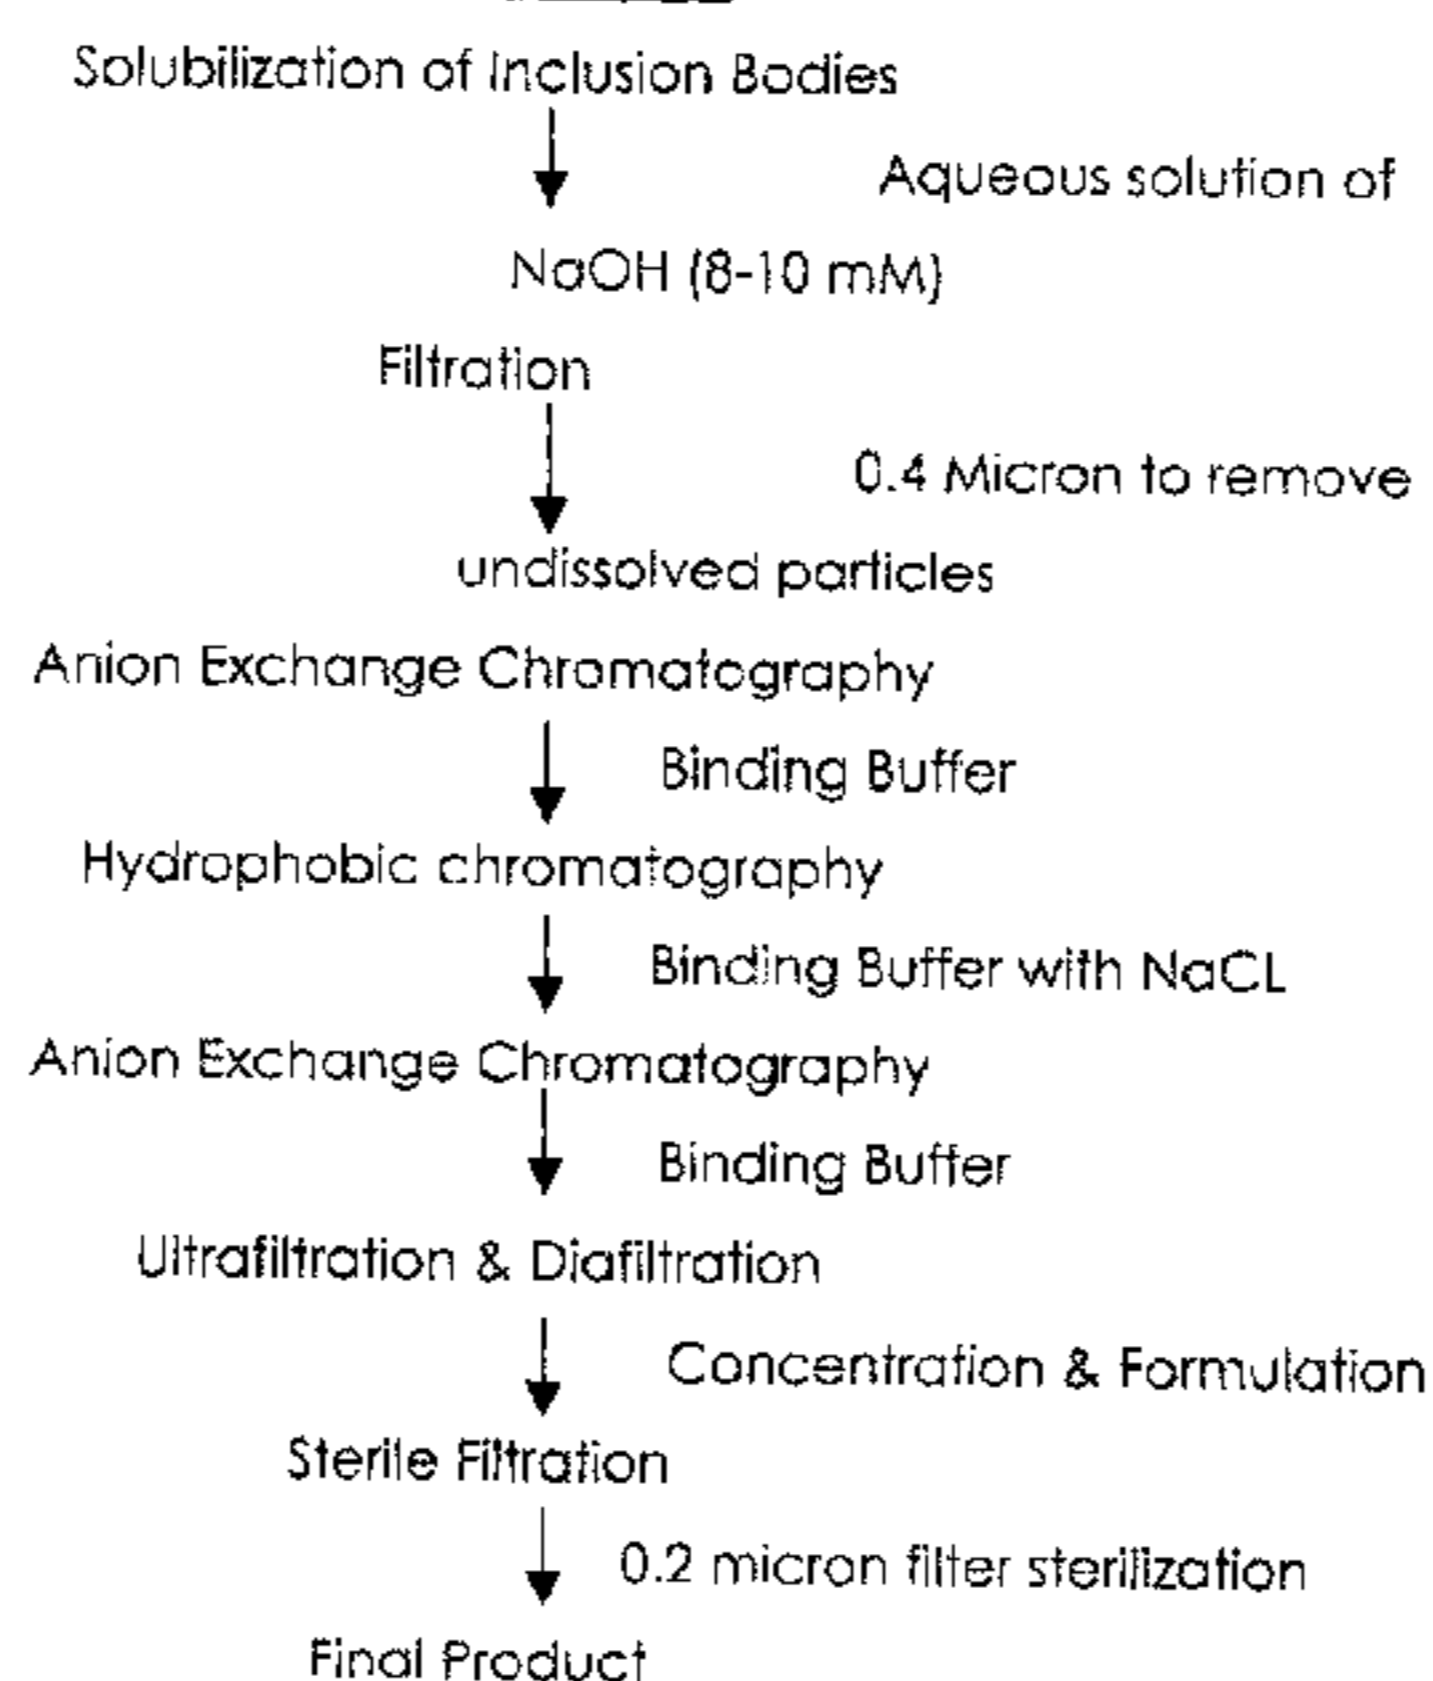 Solubilization of Inclusion Bodies
Aqueous solution of
NaOH (8-10 mM)
Filtration
0.4 Micron to remove
undissolved particles
Anion Exchange Chromatography
Binding Buffer
Hydrophobic chromatography
Binding Buffer with NaCL
Anion Exchange Chromatography
Binding Buffer
Ultrafiltration & Diafiltration
Concentration & Formulation
Sterile Filtration
0.2 micron filter sterilization
Final Product